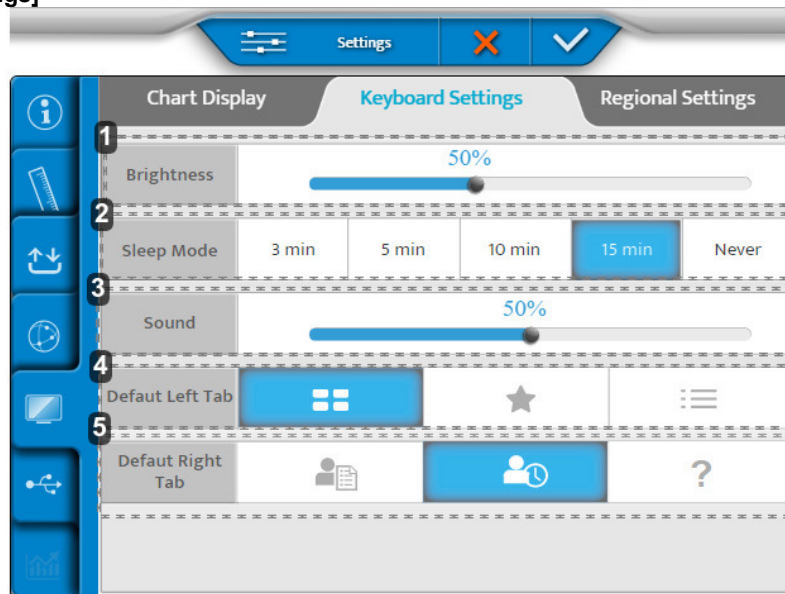 Settings
Chart Display Keyboard Settings Regional Settings
1
50%
Brightness
2
Sleep Mode 3 min 5 min 10 min 15 min Never
3
50%
Sound
4
Defaut Left Tab
5
Defaut Right
Tab ?